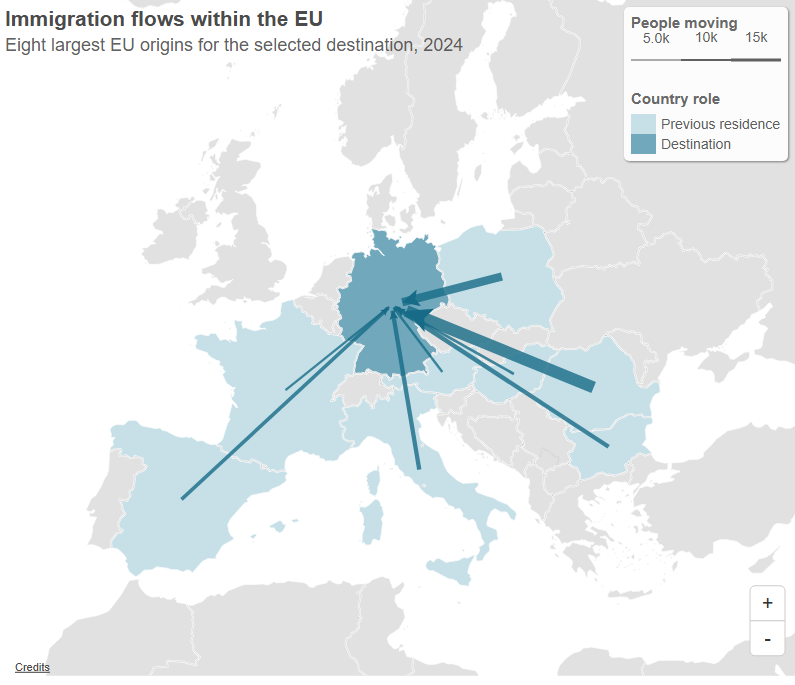 Immigration flows within the EU
Eight largest EU origins for the selected destination, 2024
People moving
5.0k 10k 15k
Country role
Previous residence
Destination
+
-
Credits